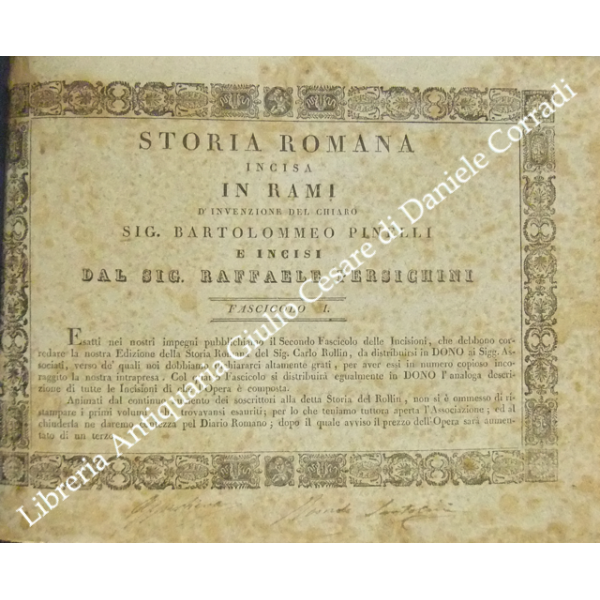 STORIA ROMANA
INCISA
IN RAMI
D'INVENZIONE DEL CHIARO
SIG. BARTOLOMMEO PINELLI
E INCISI
DAL SIG. RAFFAELE PERSICHINI
FASCICOLO I.
Esatti nei nostri impegni pubblichiamo il Secondo Fascicolo delle Incisioni, che debbono cor-
redare la nostra Edizione della Storia Romana del Sig. Carlo Rollin, da distribuirsi in DONO ai Sigg. As-
sociati, verso de' quali noi dobbiamo dichiararci altamente grati, per aver essi in numero copioso inco-
raggito la nostra intrapresa. Col Fascicolo si distribuirà egualmente in DONO l'analoga descri-
zione di tutte le Incisioni di cui l'Opera è composta.
Animati dal continuo aumento dei soscrittori alla detta Storia del Rollin, non si è ommesso di ri-
stampare i primi volumi che trovavansi esauriti; per lo che teniamo tuttora aperta l'Associazione; ed al
chiuderla ne daremo contezza pel Diario Romano; dopo il quale avviso il prezzo dell'Opera sarà aumen-
tato di un terzo.
Libreria Antiquaria Giulio Cesare di Daniele Corradi